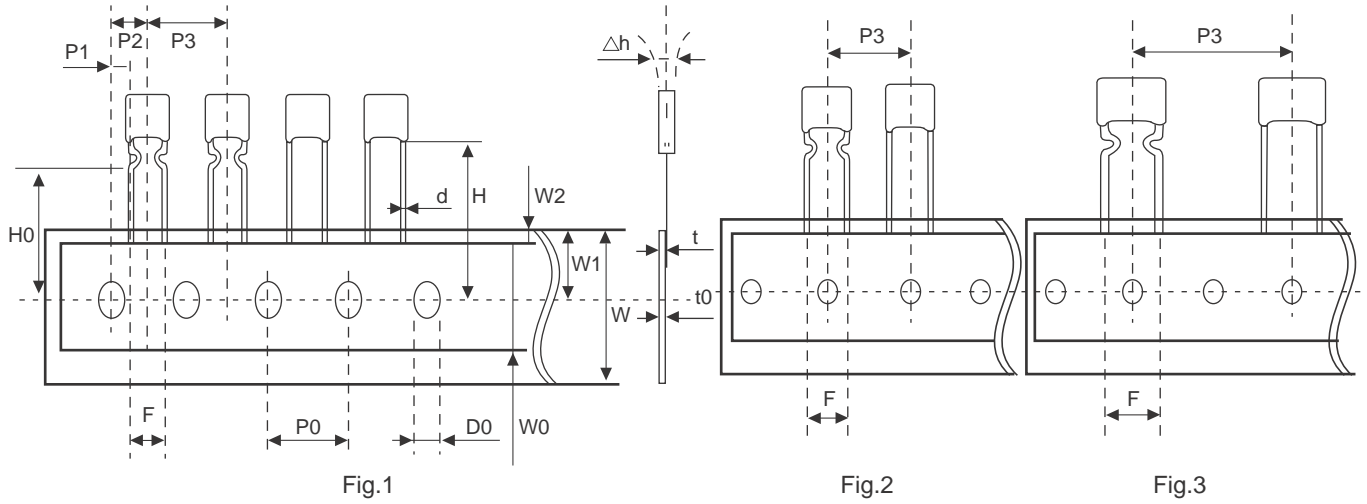 P2 P3
P1
△h
P3
P3
H0
H
d
W2
W1
W
t
t0
F
P0
D0
W0
F
F
Fig.1
Fig.2
Fig.3